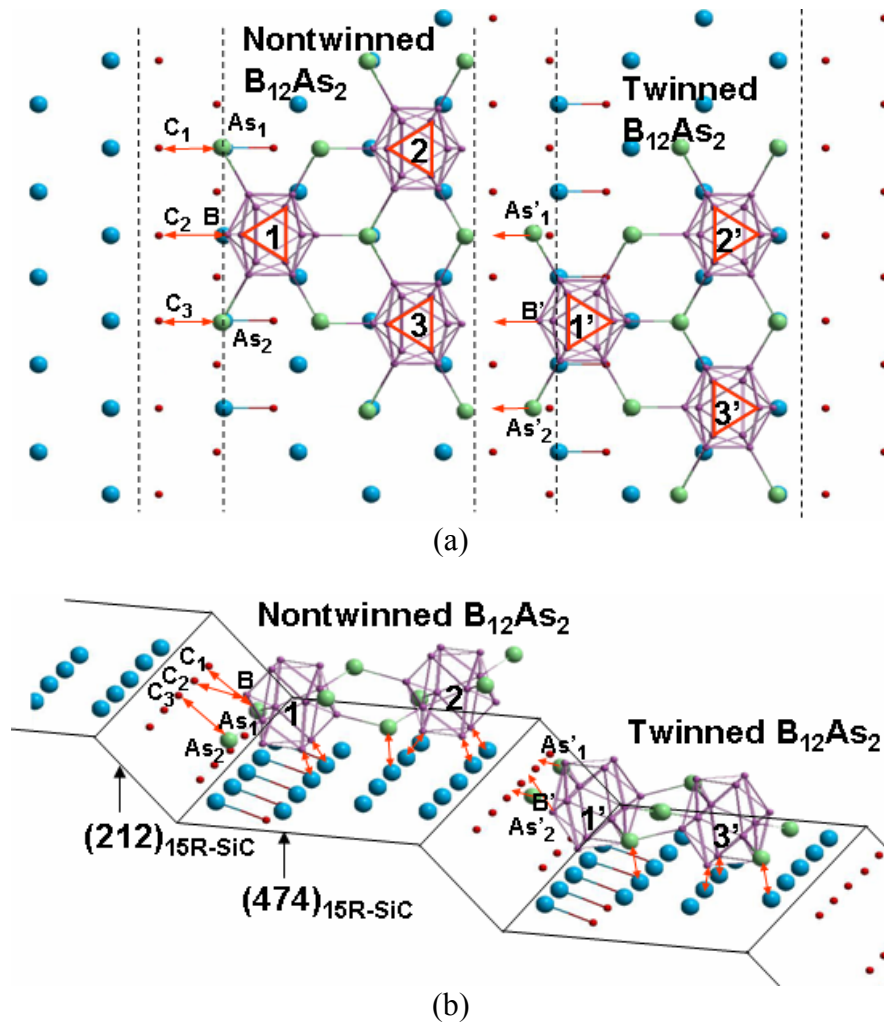 Nontwinned
B₁₂As₂
Twinned
B₁₂As₂
C₁
As₁
2
C₂
B
1
As'₁
2'
C₃
As₂
3
B'
1'
As'₂
3'
(a)
Nontwinned B₁₂As₂
C₁
C₂
C₃
B
As₁
1
2
As₂
Twinned B₁₂As₂
As'₁
B'
As'₂
1'
3'
(212)₁₅R-SiC
(474)₁₅R-SiC
(b)